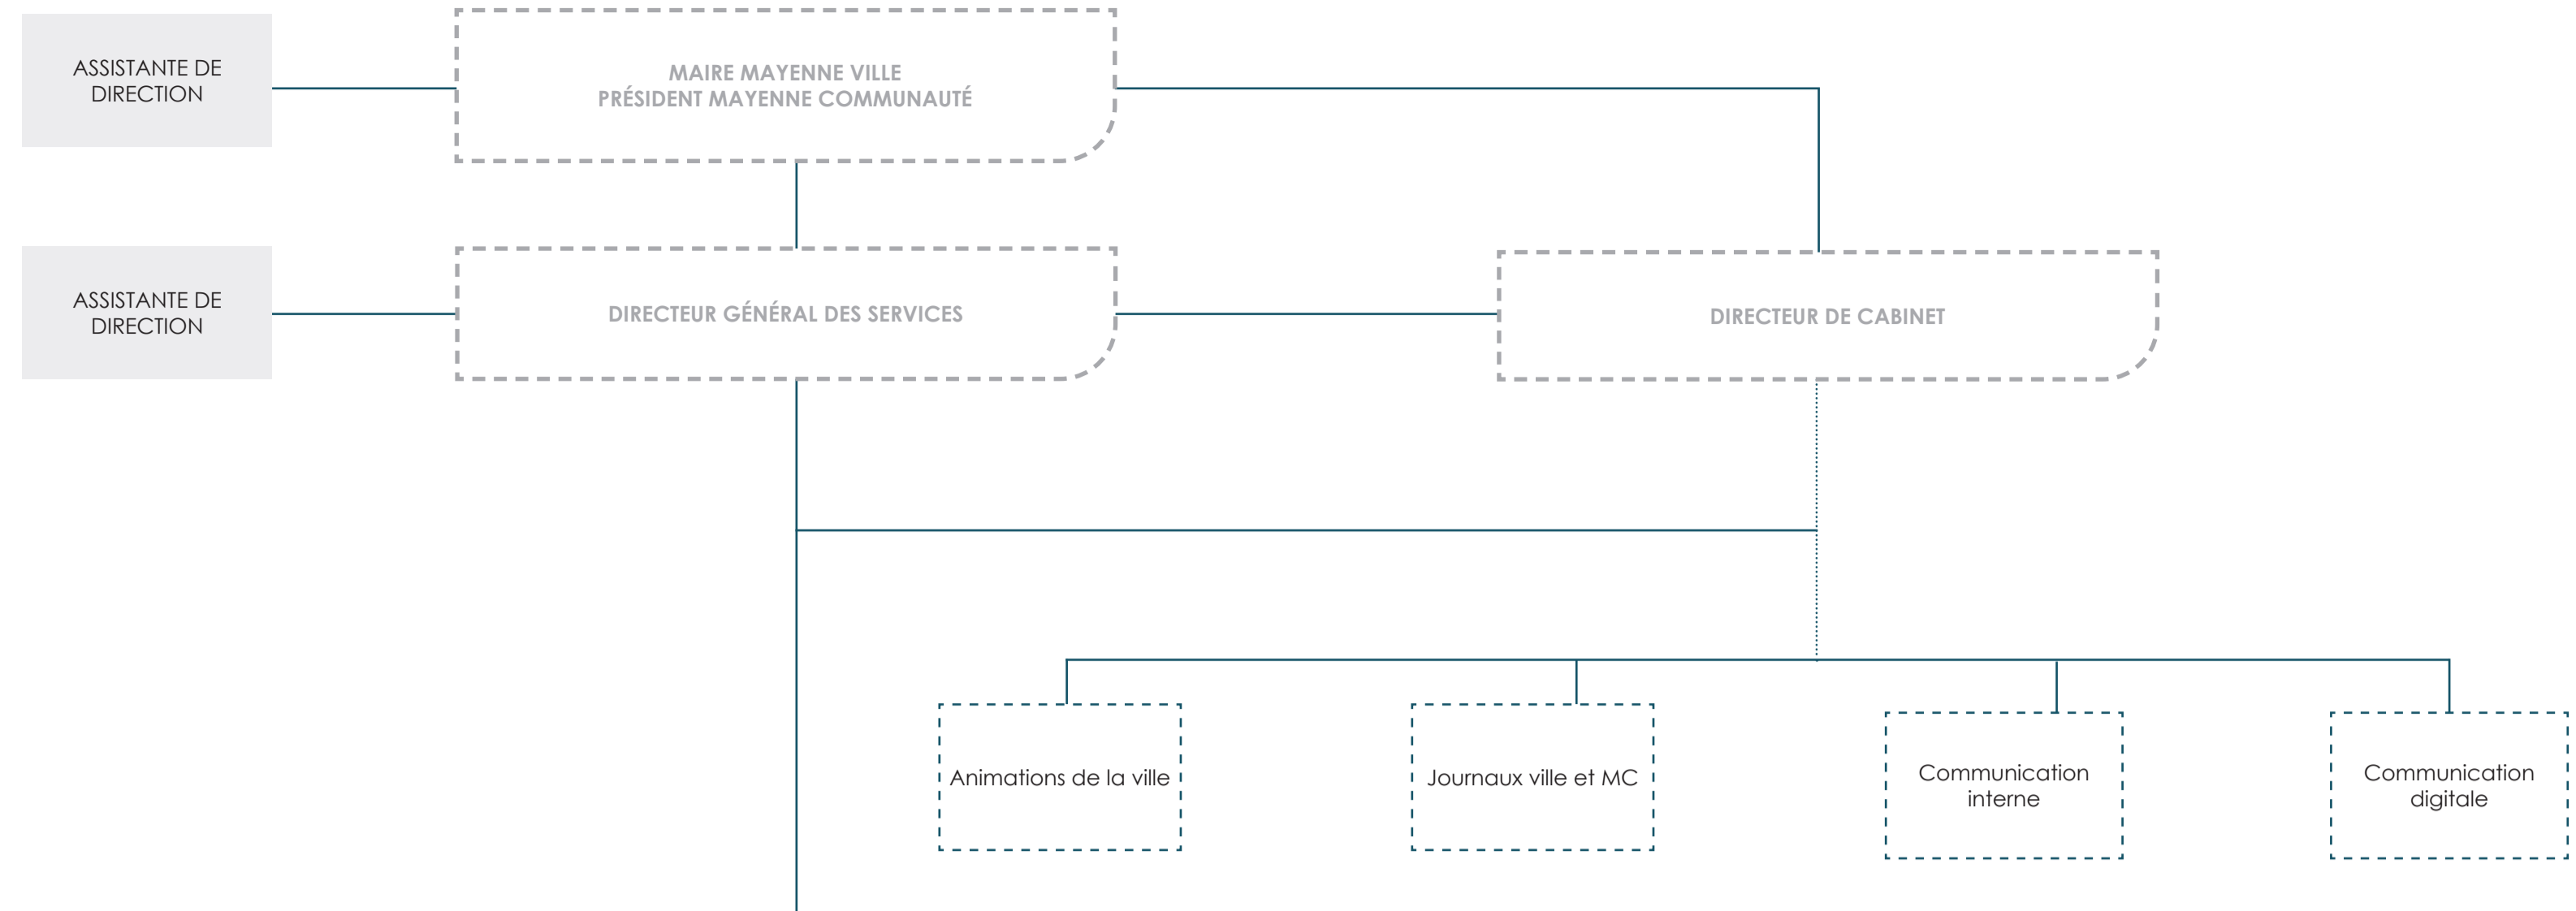 ASSISTANTE DE
DIRECTION
MAIRE MAYENNE VILLE
PRÉSIDENT MAYENNE COMMUNAUTÉ
ASSISTANTE DE
DIRECTION
DIRECTEUR GÉNÉRAL DES SERVICES
DIRECTEUR DE CABINET
Animations de la ville
Journaux ville et MC
Communication
interne
Communication
digitale